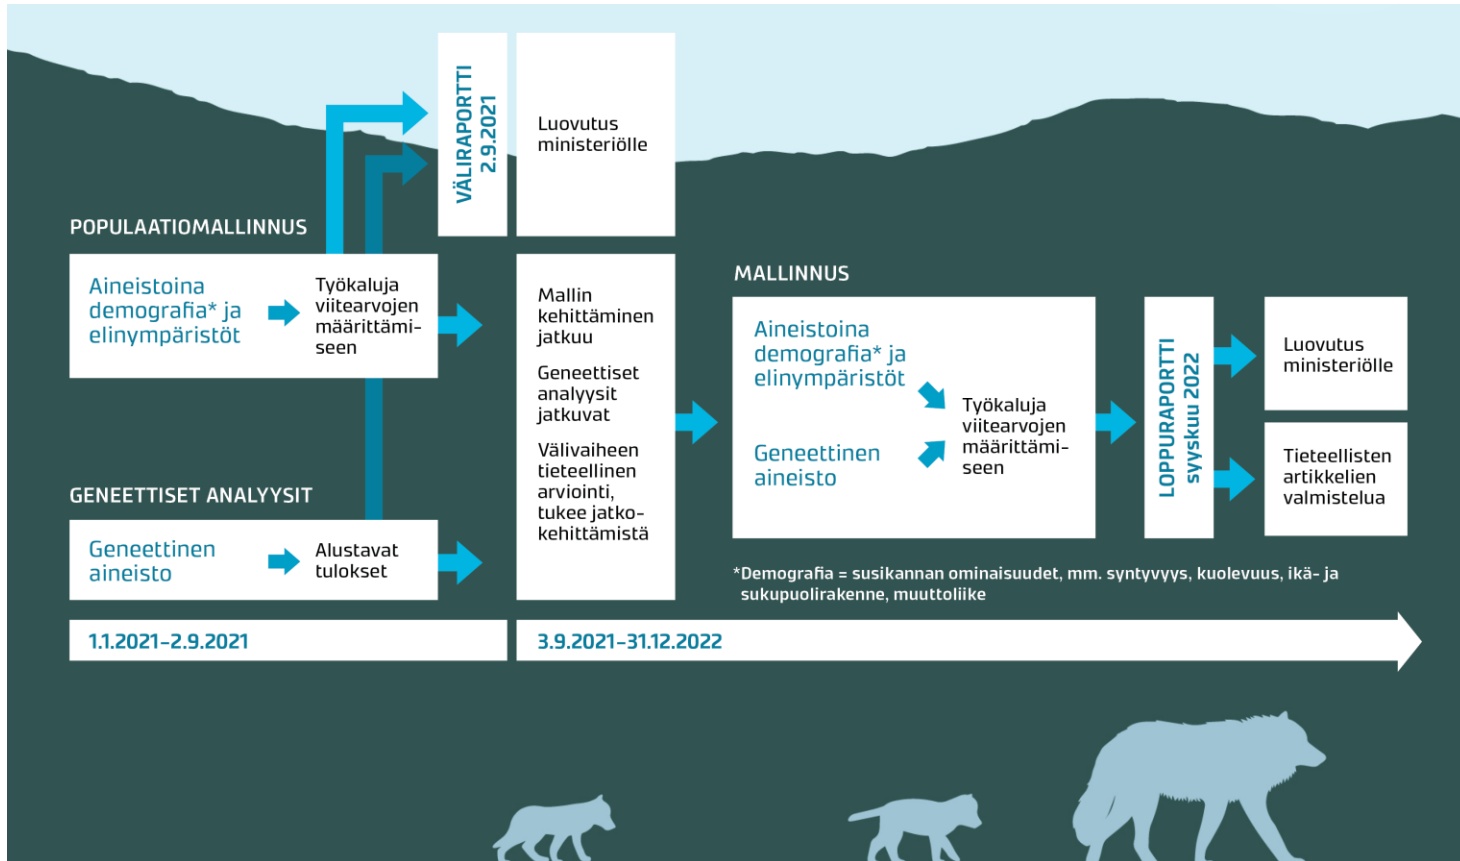 VÄLIRAPORTTI
2.9.2021
Luovutus
ministeriölle
POPULAATIOMALLINNUS
Aineistoina
demografia* ja
elinympäristöt
Työkaluja
viitearvojen
määrittämi-
seen
GENEETTISET ANALYYSIT
Geneettinen
aineisto
Alustavat
tulokset
Mallin
kehittäminen
jatkuu
Geneettiset
analyysit
jatkuvat
Välivaiheen
tieteellinen
arviointi,
tukee jatko-
kehittämistä
MALLINNUS
Aineistoina
demografia* ja
elinympäristöt
Geneettinen
aineisto
Työkaluja
viitearvojen
määrittämi-
seen
LOPPURAPORTTI
syyskuu 2022
Luovutus
ministeriölle
Tieteellisten
artikkelien
valmistelua
*Demografia = susikannan ominaisuudet, mm. syntyvyys, kuolevuus, ikä- ja
sukupuolirakenne, muuttoliike
1.1.2021–2.9.2021
3.9.2021–31.12.2022